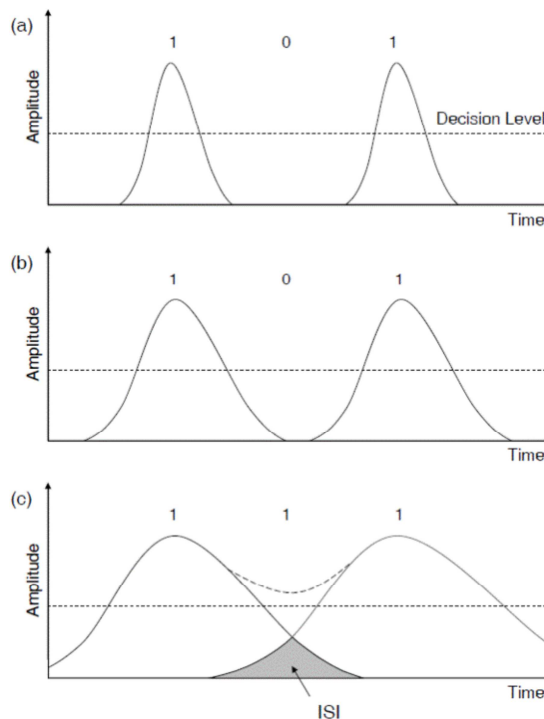 (a)
1 0 1
Amplitude
Decision Level
Time
(b)
1 0 1
Amplitude
Time
(c)
1 1 1
Amplitude
Time
ISI